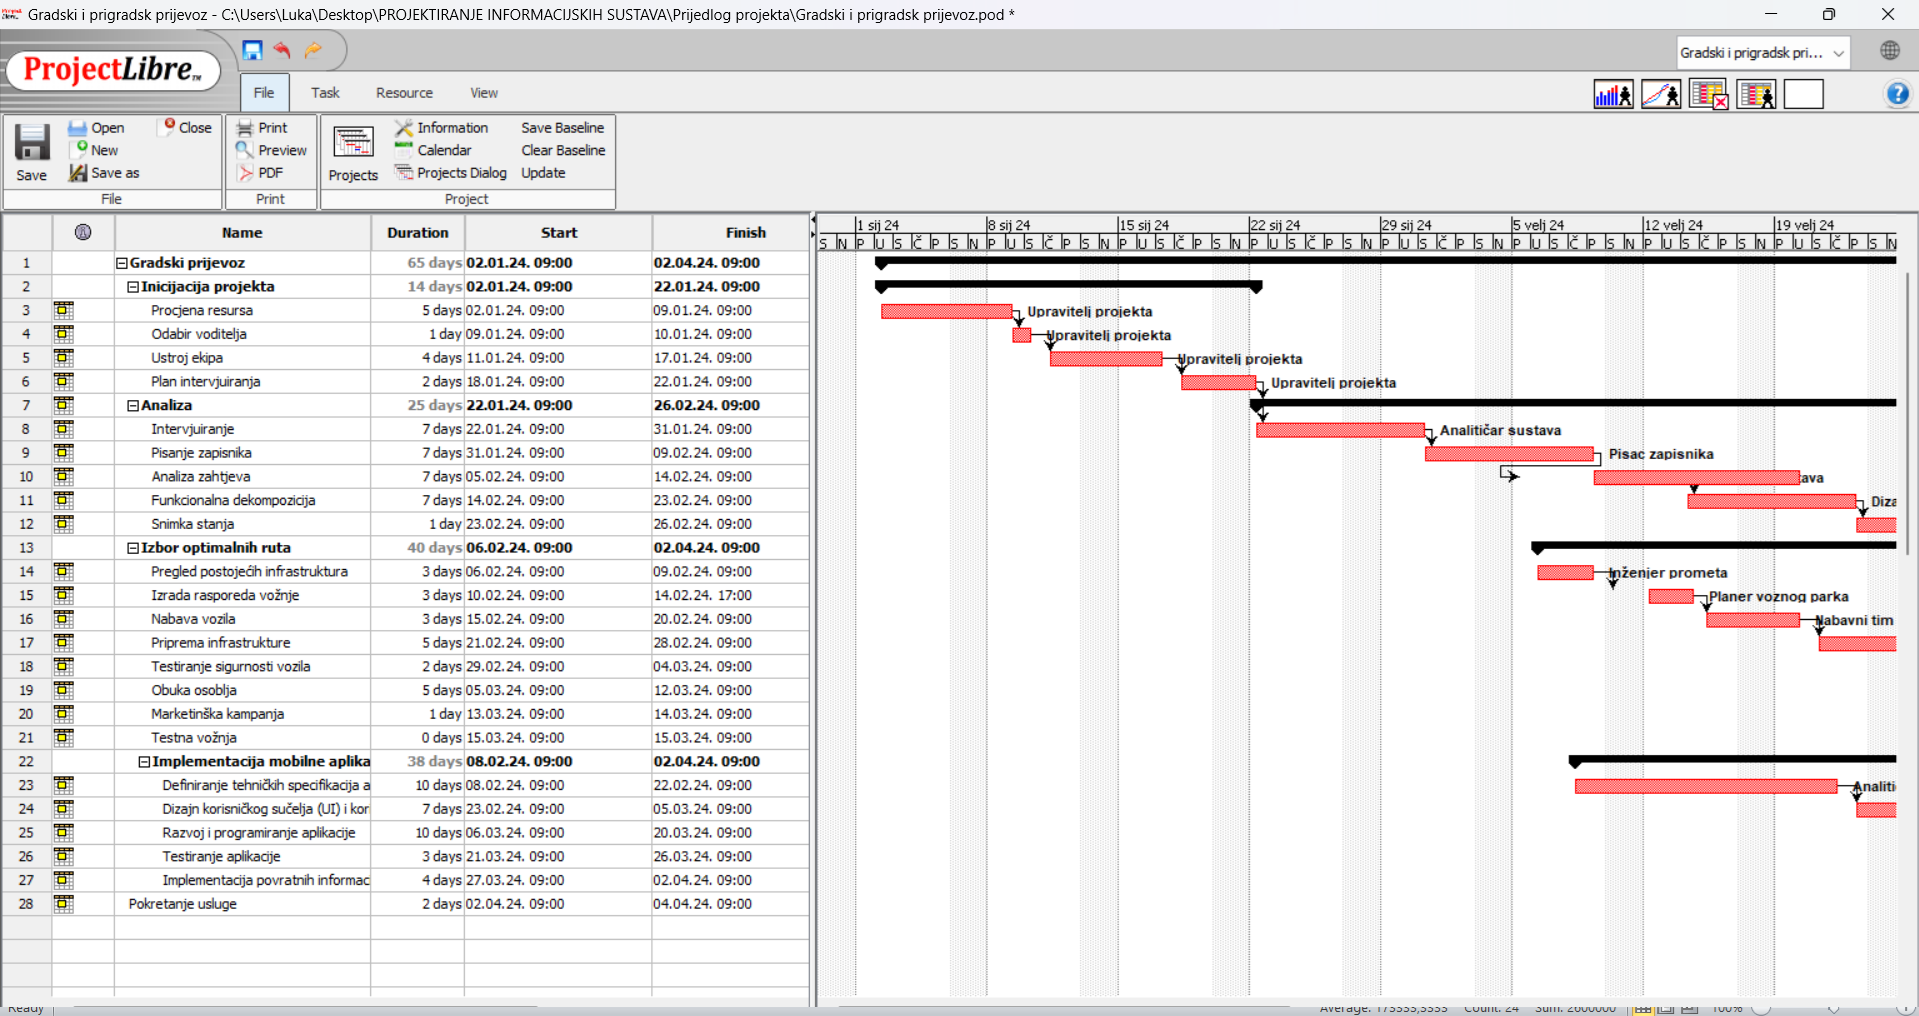 Gradski i prigradsk prijevoz - C:\Users\Luka\Desktop\PROJEKTIRANJE INFORMACIJSKIH SUSTAVA\Prijedlog projekta\Gradski i prigradsk prijevoz.pod *
ProjectLibre
Gradski i prigradsk pri...
File Task Resource View
Save Open New Save as Close
File
Print Preview PDF
Print
Projects Information Calendar Projects Dialog Save Baseline Clear Baseline Update
Project
Name Duration Start Finish
1 Gradski prijevoz 65 days 02.01.24. 09:00 02.04.24. 09:00
2 Inicijacija projekta 14 days 02.01.24. 09:00 22.01.24. 09:00
3 Procjena resursa 5 days 02.01.24. 09:00 09.01.24. 09:00
4 Odabir voditelja 1 day 09.01.24. 09:00 10.01.24. 09:00
5 Ustroj ekipa 4 days 11.01.24. 09:00 17.01.24. 09:00
6 Plan intervjuiranja 2 days 18.01.24. 09:00 22.01.24. 09:00
7 Analiza 25 days 22.01.24. 09:00 26.02.24. 09:00
8 Intervjuiranje 7 days 22.01.24. 09:00 31.01.24. 09:00
9 Pisanje zapisnika 7 days 31.01.24. 09:00 09.02.24. 09:00
10 Analiza zahtjeva 7 days 05.02.24. 09:00 14.02.24. 09:00
11 Funkcionalna dekompozicija 7 days 14.02.24. 09:00 23.02.24. 09:00
12 Snimka stanja 1 day 23.02.24. 09:00 26.02.24. 09:00
13 Izbor optimalnih ruta 40 days 06.02.24. 09:00 02.04.24. 09:00
14 Pregled postojećih infrastruktura 3 days 06.02.24. 09:00 09.02.24. 09:00
15 Izrada rasporeda vožnje 3 days 10.02.24. 09:00 14.02.24. 17:00
16 Nabava vozila 3 days 15.02.24. 09:00 20.02.24. 09:00
17 Priprema infrastrukture 5 days 21.02.24. 09:00 28.02.24. 09:00
18 Testiranje sigurnosti vozila 2 days 29.02.24. 09:00 04.03.24. 09:00
19 Obuka osoblja 5 days 05.03.24. 09:00 12.03.24. 09:00
20 Marketinška kampanja 1 day 13.03.24. 09:00 14.03.24. 09:00
21 Testna vožnja 0 days 15.03.24. 09:00 15.03.24. 09:00
22 Implementacija mobilne aplika 38 days 08.02.24. 09:00 02.04.24. 09:00
23 Definiranje tehničkih specifikacija a 10 days 08.02.24. 09:00 22.02.24. 09:00
24 Dizajn korisničkog sučelja (UI) i kor 7 days 23.02.24. 09:00 05.03.24. 09:00
25 Razvoj i programiranje aplikacije 10 days 06.03.24. 09:00 20.03.24. 09:00
26 Testiranje aplikacije 3 days 21.03.24. 09:00 26.03.24. 09:00
27 Implementacija povratnih informac 4 days 27.03.24. 09:00 02.04.24. 09:00
28 Pokretanje usluge 2 days 02.04.24. 09:00 04.04.24. 09:00
1 sij 24 8 sij 24 15 sij 24 22 sij 24 29 sij 24 5 velj 24 12 velj 24 19 velj 24
S N P U S Č P S N P U S Č P S N P U S Č P S N P U S Č P S N P U S Č P S N P U S Č P S N P U S Č P S N P U S Č P S N
Upravitelj projekta
Upravitelj projekta
Upravitelj projekta
Upravitelj projekta
Analitičar sustava
Pisac zapisnika
tava
Diza
Inženjer prometa
Planer voznog parka
Nabavni tim
Analiti
Ready Average: 173333,3333 Count: 24 Sum: 2600000 100%